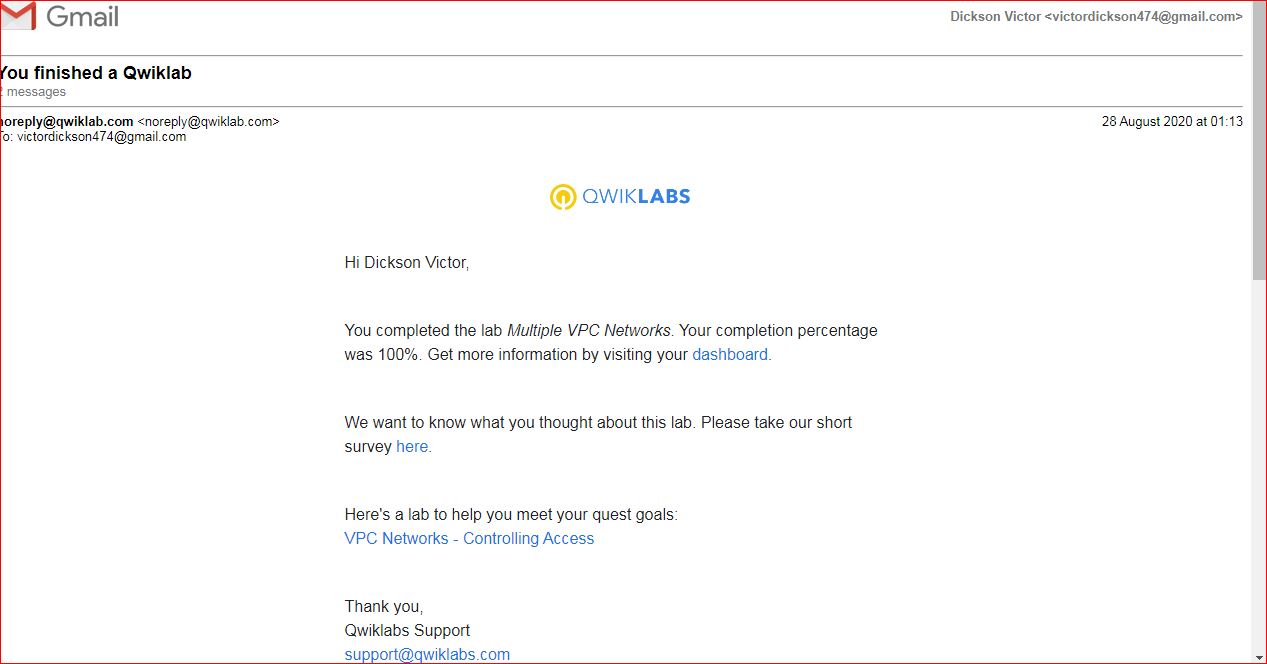 Gmail
Dickson Victor <victordickson474@gmail.com>
You finished a Qwiklab
2 messages
noreply@qwiklab.com <noreply@qwiklab.com>
28 August 2020 at 01:13
To: victordickson474@gmail.com
QWIKLABS
Hi Dickson Victor,
You completed the lab Multiple VPC Networks. Your completion percentage
was 100%. Get more information by visiting your dashboard.
We want to know what you thought about this lab. Please take our short
survey here.
Here's a lab to help you meet your quest goals:
VPC Networks - Controlling Access
Thank you,
Qwiklabs Support
support@qwiklabs.com